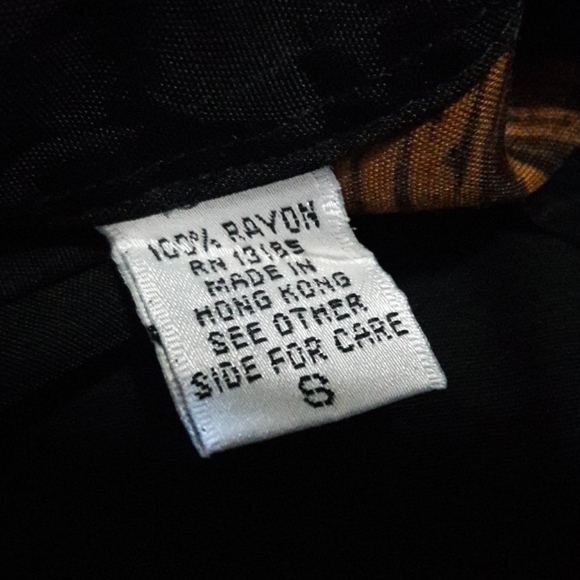 100% RAYON
RN 13185
MADE IN
HONG KONG
SEE OTHER
SIDE FOR CARE
S